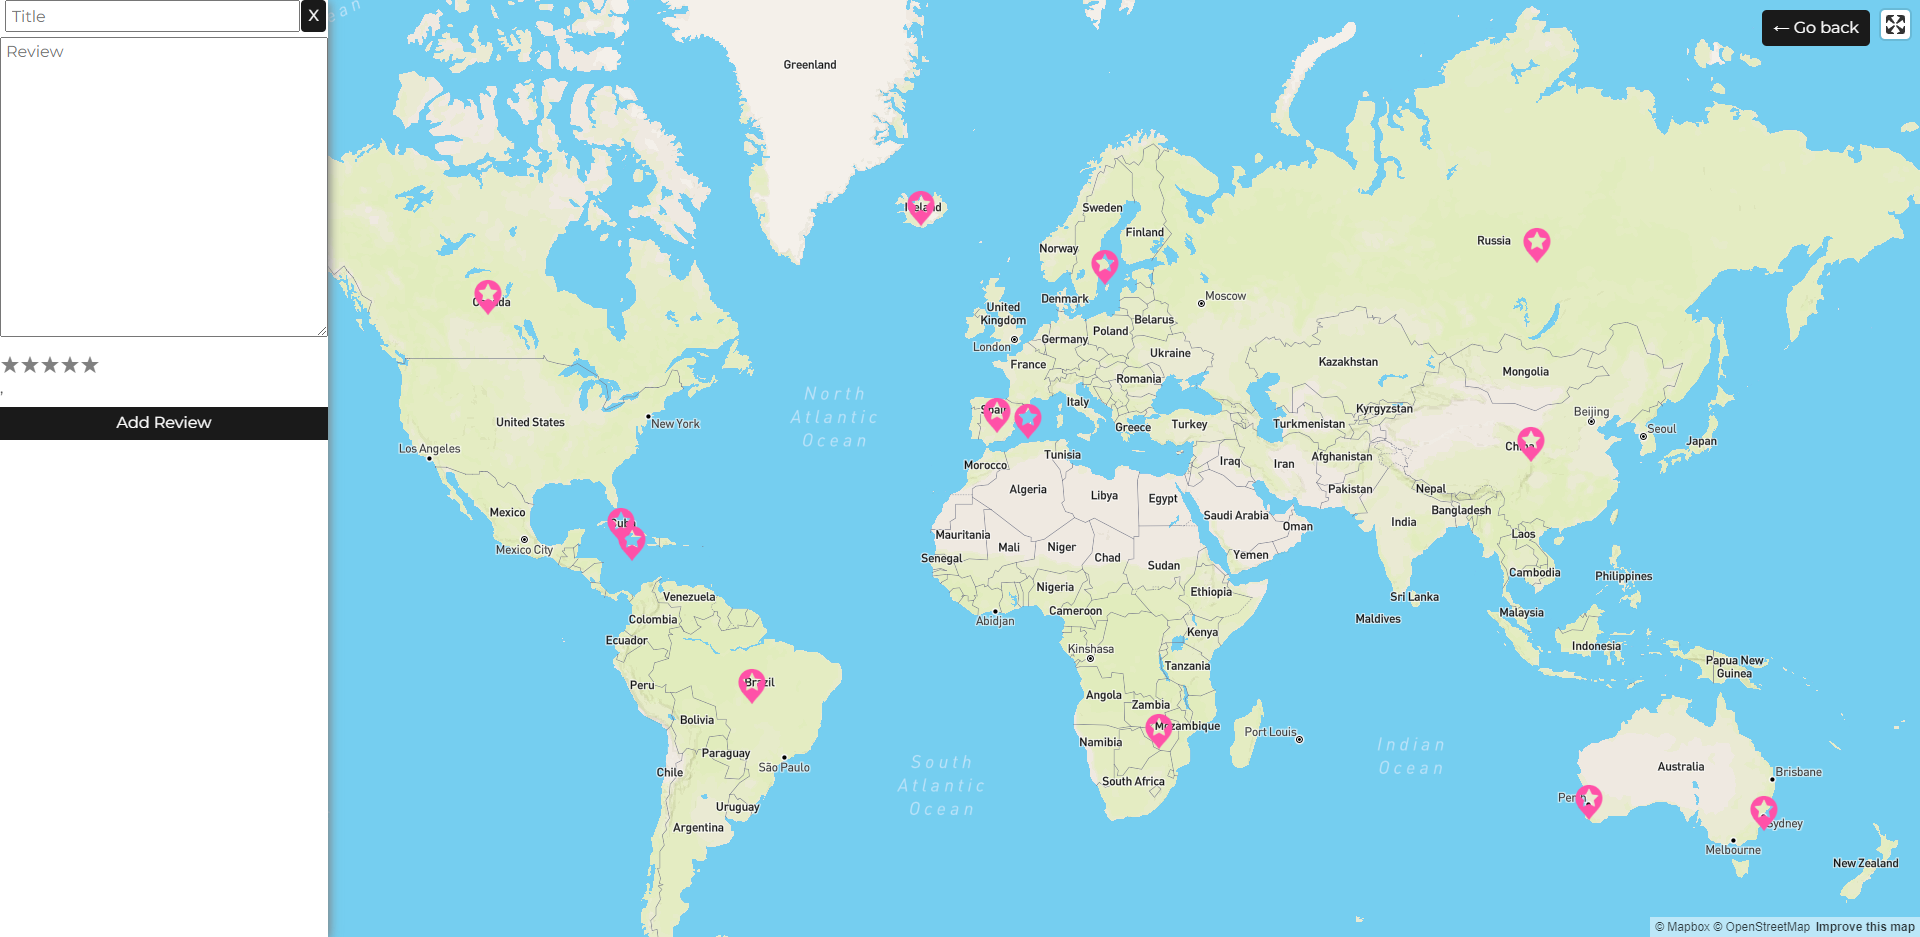 Title
X
Review
★★★★★
,
Add Review
← Go back
Greenland
Iceland
Sweden
Finland
Norway
Russia
Canada
Denmark
Moscow
United
Kingdom
London
Belarus
Poland
Germany
Ukraine
France
Kazakhstan
Mongolia
Romania
North
Atlantic
Ocean
Italy
Spain
Kyrgyzstan
Beijing
United States
New York
Greece
Turkey
Turkmenistan
Seoul
Japan
Los Angeles
Tunisia
Morocco
Iraq
Iran
Afghanistan
China
Algeria
Libya
Egypt
Pakistan
Nepal
Mexico
Cuba
Saudi Arabia
Oman
India
Bangladesh
Mauritania
Mali
Niger
Laos
Mexico City
Senegal
Chad
Yemen
Sudan
Cambodia
Philippines
Venezuela
Nigeria
Ethiopia
Sri Lanka
Colombia
Cameroon
Abidjan
Maldives
Malaysia
Ecuador
Kenya
Kinshasa
Indonesia
Tanzania
Papua New
Guinea
Peru
Brazil
Angola
Zambia
Bolivia
Mozambique
Port Louis
Namibia
Indian
Ocean
Paraguay
São Paulo
Chile
South
Atlantic
Ocean
South Africa
Australia
Brisbane
Perth
Uruguay
Argentina
Sydney
Melbourne
New Zealand
© Mapbox © OpenStreetMap Improve this map